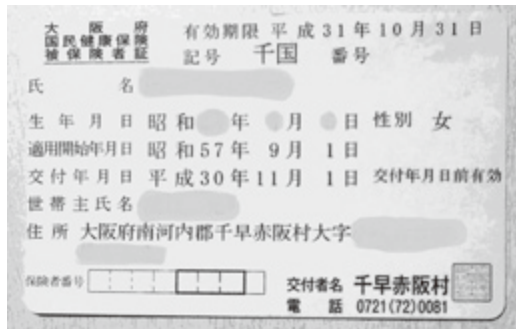 大阪府
国民健康保険
被保険者証
有効期限 平成31年10月31日
記号 千国 番号
氏名
生年月日 昭和 年 月 日 性別 女
適用開始年月日 昭和57年9月1日
交付年月日 平成30年11月1日 交付年月日前有効
世帯主氏名
住所 大阪府南河内郡千早赤阪村大字
保険者番号
交付者名 千早赤阪村
電話 0721(72)0081